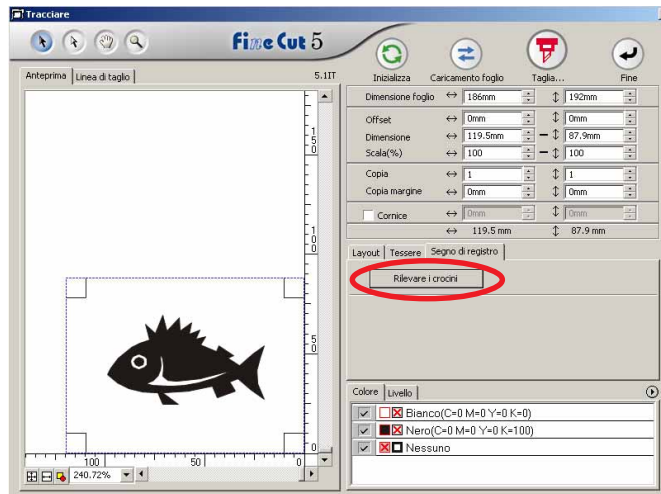 Tracciare
FineCut 5
Inizializza Caricamento foglio Taglia... Fine
Anteprima Linea di taglio 5.1IT
Dimensione foglio 186mm 192mm
Offset 0mm 0mm
Dimensione 119.5mm 87.9mm
Scala(%) 100 100
Copia 1 1
Copia margine 0mm 0mm
Cornice 0mm 0mm
119.5 mm 87.9 mm
Layout Tessere Segno di registro
Rilevare i crocini
150
100
50
0
100 50 0
240.72%
Colore Livello
Bianco(C=0 M=0 Y=0 K=0)
Nero(C=0 M=0 Y=0 K=100)
Nessuno